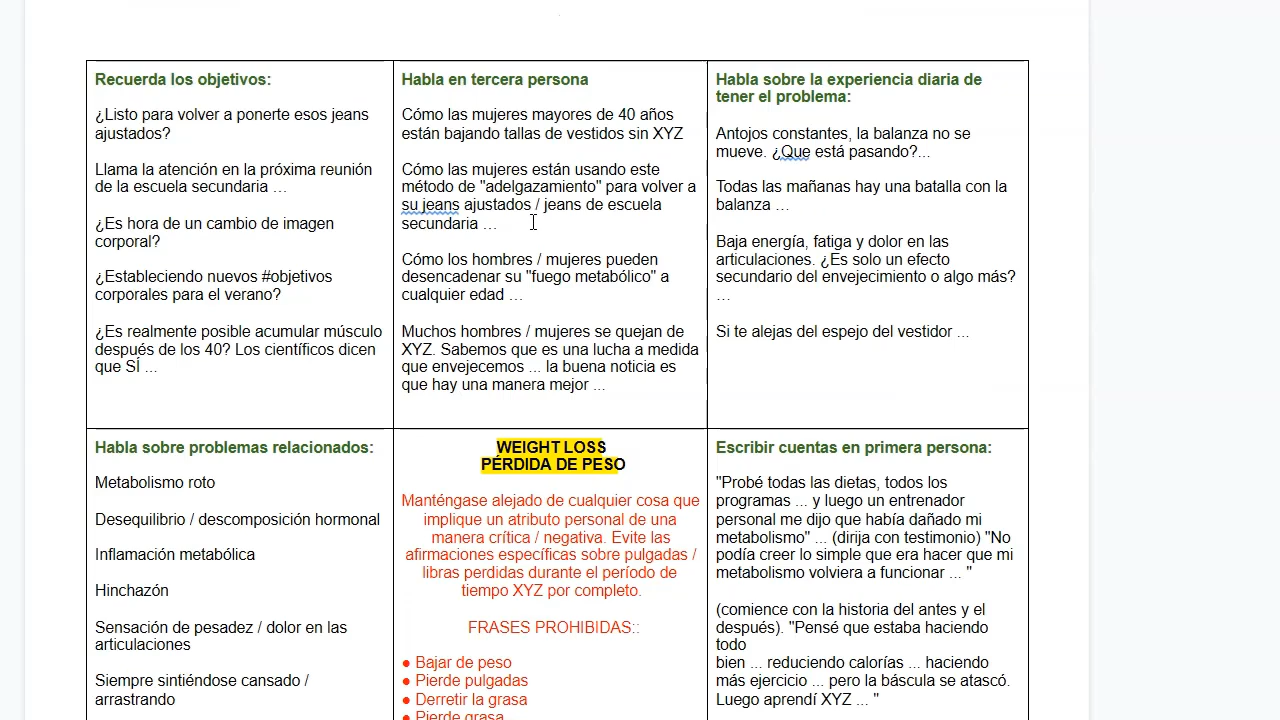 Recuerda los objetivos:
¿Listo para volver a ponerte esos jeans
ajustados?
Llama la atención en la próxima reunión
de la escuela secundaria ...
¿Es hora de un cambio de imagen
corporal?
¿Estableciendo nuevos #objetivos
corporales para el verano?
¿Es realmente posible acumular músculo
después de los 40? Los científicos dicen
que SÍ ...
Habla en tercera persona
Cómo las mujeres mayores de 40 años
están bajando tallas de vestidos sin XYZ
Cómo las mujeres están usando este
método de "adelgazamiento" para volver a
su jeans ajustados / jeans de escuela
secundaria ...
Cómo los hombres / mujeres pueden
desencadenar su "fuego metabólico" a
cualquier edad ...
Muchos hombres / mujeres se quejan de
XYZ. Sabemos que es una lucha a medida
que envejecemos ... la buena noticia es
que hay una manera mejor ...
Habla sobre la experiencia diaria de
tener el problema:
Antojos constantes, la balanza no se
mueve. ¿Que está pasando?...
Todas las mañanas hay una batalla con la
balanza ...
Baja energía, fatiga y dolor en las
articulaciones. ¿Es solo un efecto
secundario del envejecimiento o algo más?
...
Si te alejas del espejo del vestidor ...
Habla sobre problemas relacionados:
Metabolismo roto
Desequilibrio / descomposición hormonal
Inflamación metabólica
Hinchazón
Sensación de pesadez / dolor en las
articulaciones
Siempre sintiéndose cansado /
arrastrando
WEIGHT LOSS
PÉRDIDA DE PESO
Manténgase alejado de cualquier cosa que
implique un atributo personal de una
manera crítica / negativa. Evite las
afirmaciones específicas sobre pulgadas /
libras perdidas durante el período de
tiempo XYZ por completo.
FRASES PROHIBIDAS::
● Bajar de peso
● Pierde pulgadas
● Derretir la grasa
● Pierde grasa
Escribir cuentas en primera persona:
"Probé todas las dietas, todos los
programas ... y luego un entrenador
personal me dijo que había dañado mi
metabolismo" ... (dirija con testimonio) "No
podía creer lo simple que era hacer que mi
metabolismo volviera a funcionar ... "
(comience con la historia del antes y el
después). "Pensé que estaba haciendo
todo
bien ... reduciendo calorías ... haciendo
más ejercicio ... pero la báscula se atascó.
Luego aprendí XYZ ... "